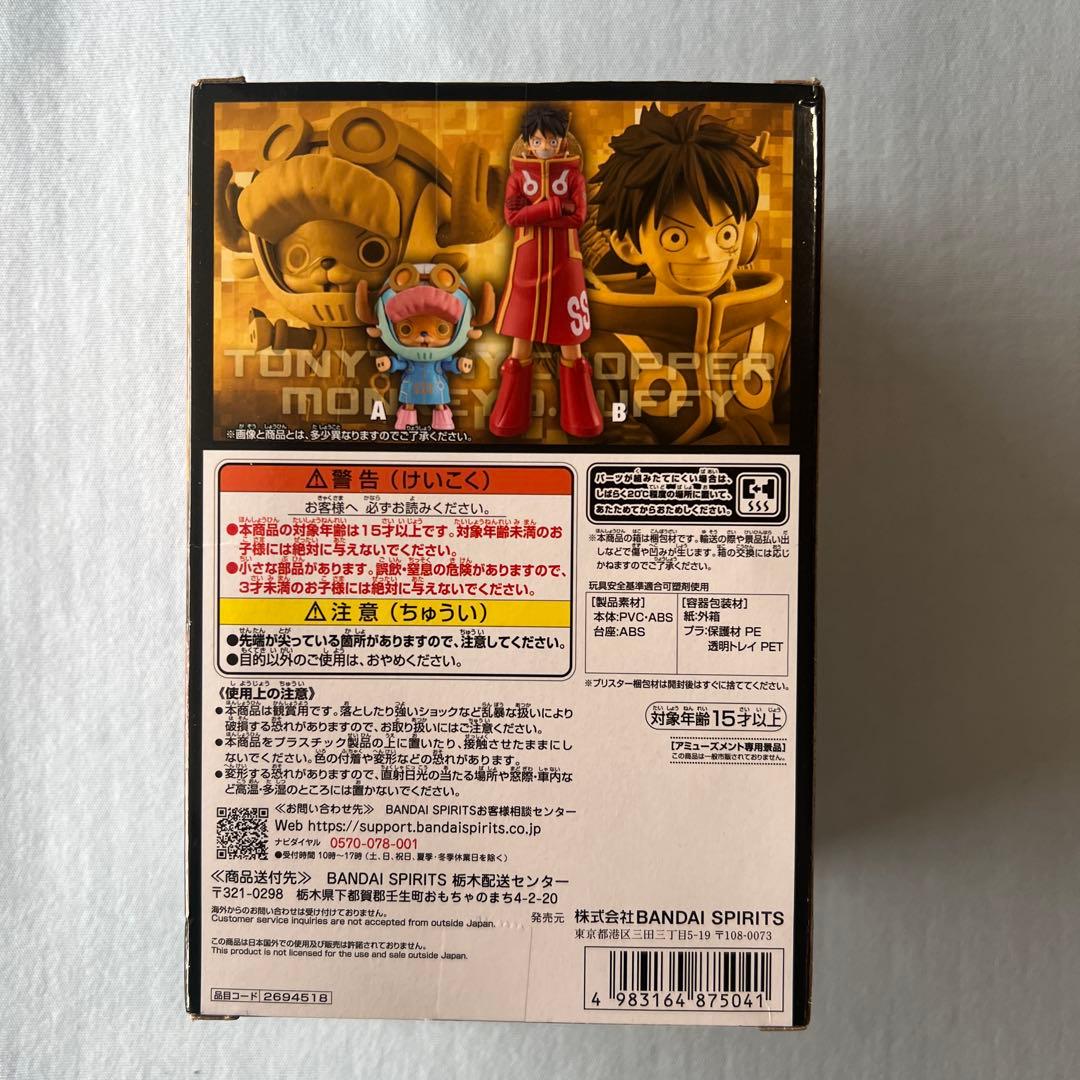 SS
TONYTONY CHOPPER
MONKEY D. LUFFY
A
B
※画像と商品とは、多少異なりますのでご了承ください。
⚠警告（けいこく）
お客様へ 必ずお読みください。
●本商品の対象年齢は15才以上です。対象年齢未満のお
子様には絶対に与えないでください。
●小さな部品があります。誤飲・窒息の危険がありますので、
3才未満のお子様には絶対に与えないでください。
⚠注意（ちゅうい）
●先端が尖っている箇所がありますので、注意してください。
●目的以外のご使用は、おやめください。
《使用上の注意》
●本商品は観賞用です。落としたり強いショックなど乱暴な扱いにより
破損する恐れがありますので、お取り扱いにはご注意ください。
●本商品をプラスチック製品の上に置いたり、接触させたままにし
ないでください。色の付着や変形などの恐れがあります。
●変形する恐れがありますので、直射日光の当たる場所や窓際・車内な
ど高温・多湿のところには置かないでください。
≪お問い合わせ先≫ BANDAI SPIRITSお客様相談センター
Web https://support.bandaispirits.co.jp
ナビダイヤル 0570-078-001
●受付時間 10時〜17時（土、日、祝日、夏季・冬季休業日を除く）
≪商品送付先≫ BANDAI SPIRITS 栃木配送センター
〒321-0298 栃木県下都賀郡壬生町おもちゃのまち4-2-20
海外からのお問い合わせは受け付けておりません。
Customer service inquiries are not accepted from outside Japan.
この商品は日本国外での使用及び販売は許諾されておりません。
This product is not licensed for the use and sale outside Japan.
品目コード 2694518
パーツが組みたてにくい場合は、
しばらく20℃程度の場所に置いて、
あたためてからおためしください。
※本商品の箱は梱包材です。輸送の際や景品払い出
しなどで傷や凹みが生じます。箱の交換には応じ
かねますのでご了承ください。
玩具安全基準適合可塑剤使用
[製品素材]
本体:PVC・ABS
台座:ABS
[容器包装材]
紙:外箱
プラ:保護材 PE
透明トレイ PET
※ブリスター梱包材は開封後はすぐに捨ててください。
対象年齢15才以上
[アミューズメント専用景品]
この商品は一般市販されておりません。
発売元 株式会社BANDAI SPIRITS
東京都港区三田三丁目5-19 〒108-0073
4 983164 875041